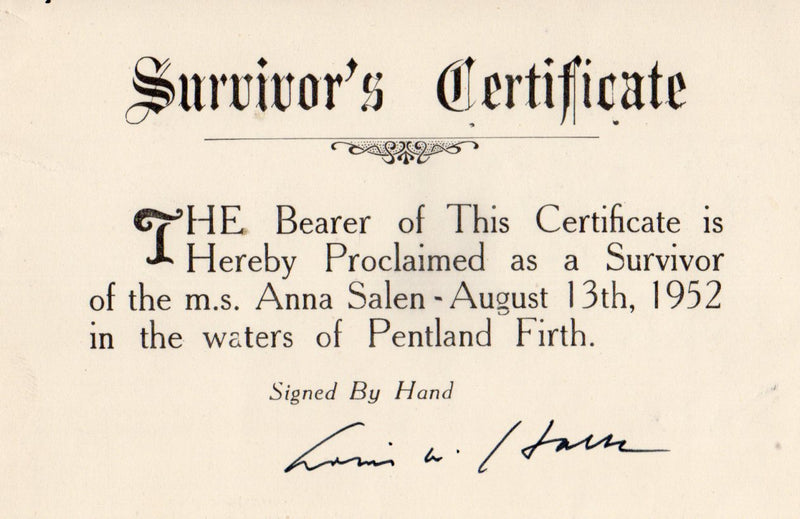 Survivor's Certificate
THE Bearer of This Certificate is
Hereby Proclaimed as a Survivor
of the m.s. Anna Salen - August 13th, 1952
in the waters of Pentland Firth.
Signed By Hand